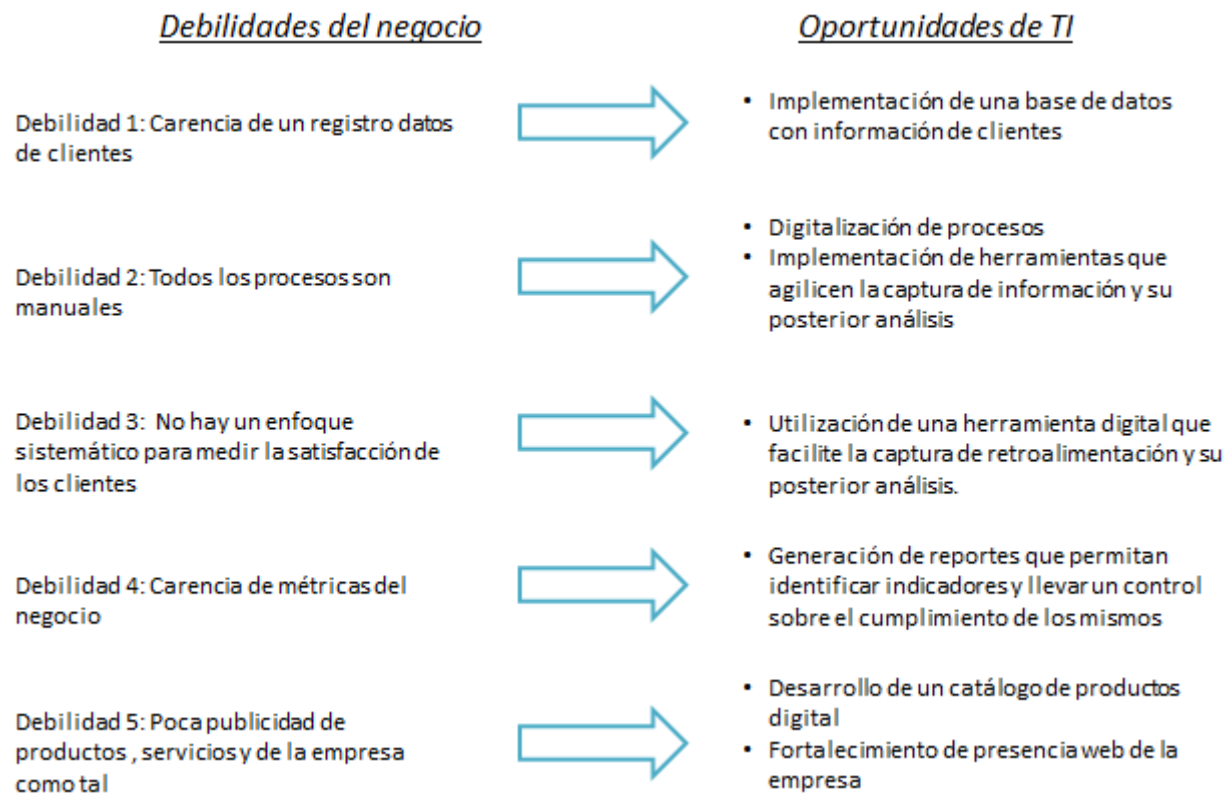 Debilidades del negocio
Oportunidades de TI
Debilidad 1: Carencia de un registro datos
de clientes
• Implementación de una base de datos
con información de clientes
Debilidad 2: Todos los procesos son
manuales
• Digitalización de procesos
• Implementación de herramientas que
agilicen la captura de información y su
posterior análisis
Debilidad 3: No hay un enfoque
sistemático para medir la satisfacción de
los clientes
• Utilización de una herramienta digital que
facilite la captura de retroalimentación y su
posterior análisis.
Debilidad 4: Carencia de métricas del
negocio
• Generación de reportes que permitan
identificar indicadores y llevar un control
sobre el cumplimiento de los mismos
Debilidad 5: Poca publicidad de
productos , servicios y de la empresa
como tal
• Desarrollo de un catálogo de productos
digital
• Fortalecimiento de presencia web de la
empresa